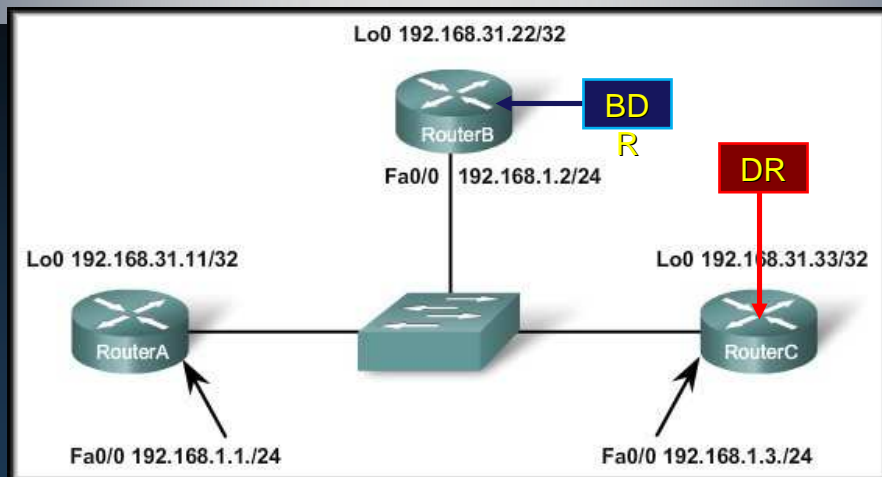 Lo0 192.168.31.22/32
BD
R
RouterB
DR
Fa0/0 192.168.1.2/24
Lo0 192.168.31.11/32
Lo0 192.168.31.33/32
RouterA
RouterC
Fa0/0 192.168.1.1./24
Fa0/0 192.168.1.3./24